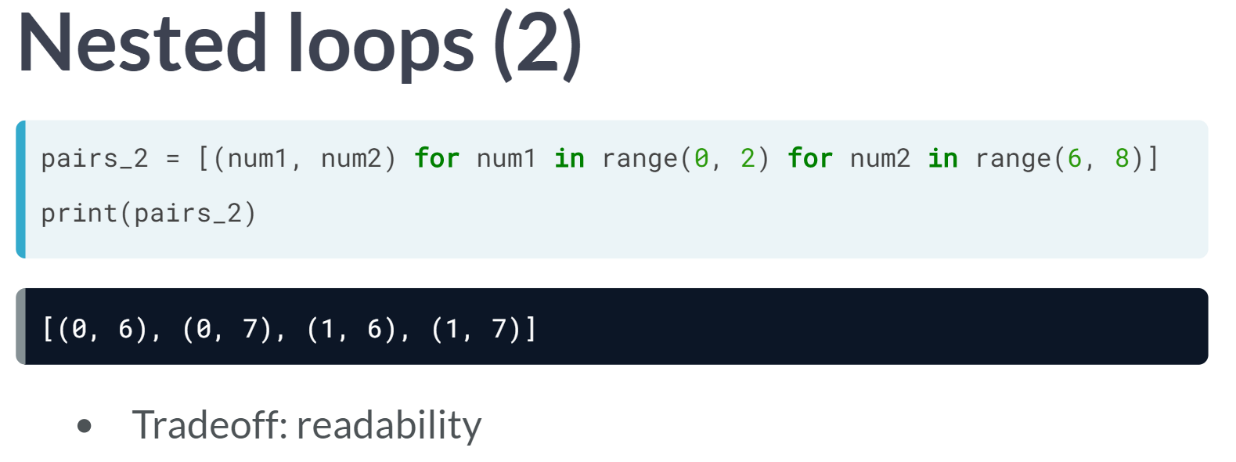 Nested loops (2)
pairs_2 = [(num1, num2) for num1 in range(0, 2) for num2 in range(6, 8)]
print(pairs_2)
[(0, 6), (0, 7), (1, 6), (1, 7)]
• Tradeoff: readability